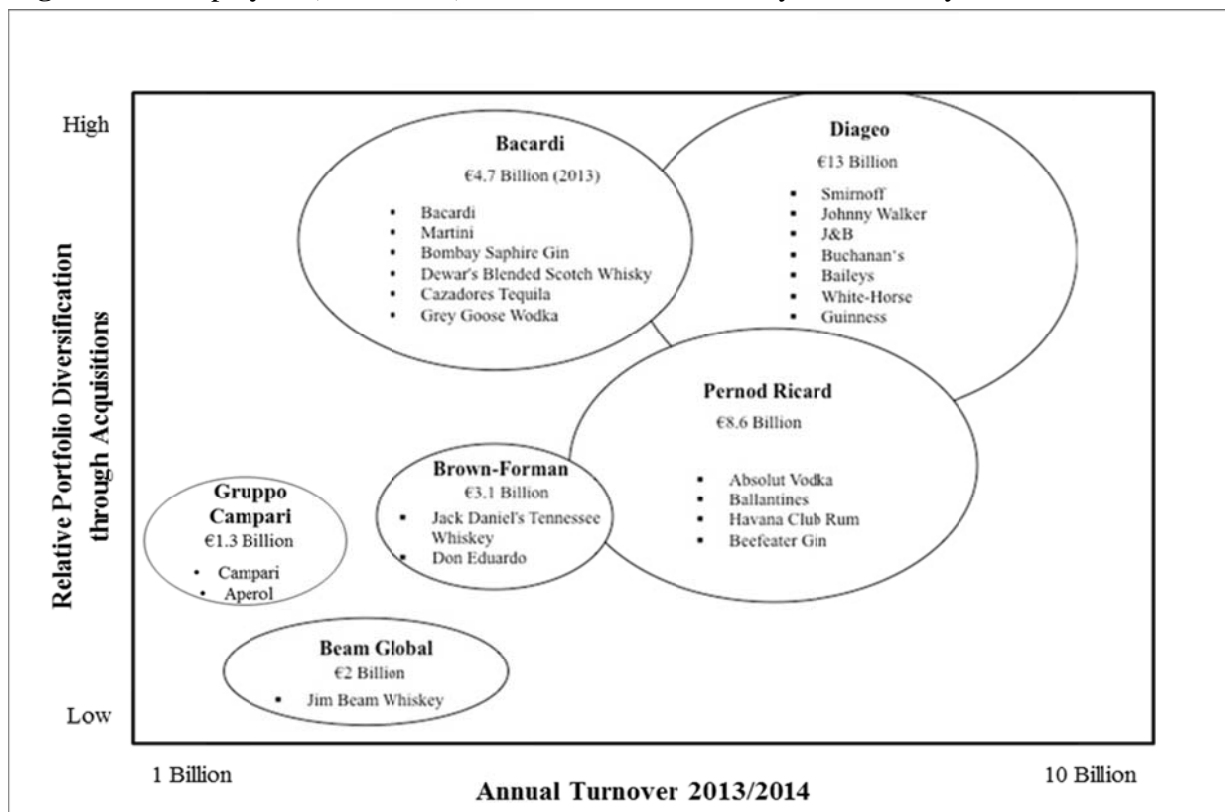 High
Relative Portfolio Diversification
through Acquisitions
Low
Bacardi
€4.7 Billion (2013)
▪ Bacardi
▪ Martini
▪ Bombay Saphire Gin
▪ Dewar's Blended Scotch Whisky
▪ Cazadores Tequila
▪ Grey Goose Wodka
Diageo
€13 Billion
▪ Smirnoff
▪ Johnny Walker
▪ J&B
▪ Buchanan's
▪ Baileys
▪ White-Horse
▪ Guinness
Pernod Ricard
€8.6 Billion
▪ Absolut Vodka
▪ Ballantines
▪ Havana Club Rum
▪ Beefeater Gin
Brown-Forman
€3.1 Billion
▪ Jack Daniel's Tennessee
Whiskey
▪ Don Eduardo
Gruppo
Campari
€1.3 Billion
• Campari
• Aperol
Beam Global
€2 Billion
▪ Jim Beam Whiskey
1 Billion
Annual Turnover 2013/2014
10 Billion